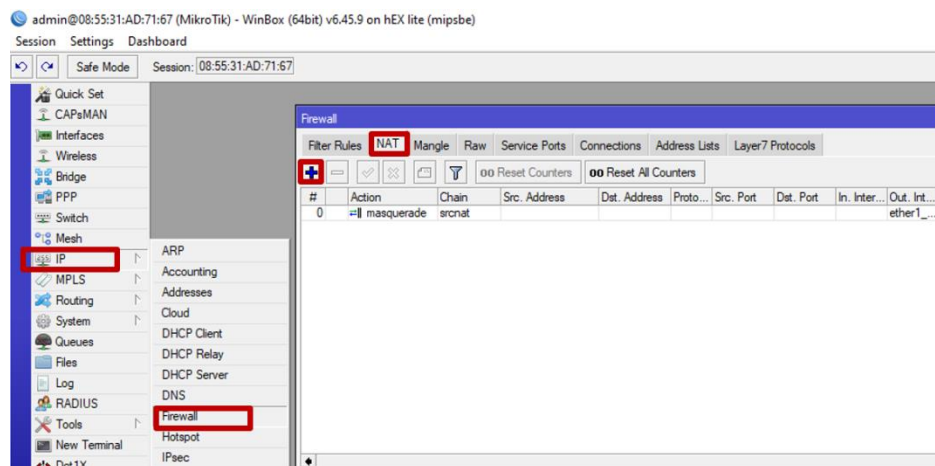 admin@08:55:31:AD:71:67 (MikroTik) - WinBox (64bit) v6.45.9 on hEX lite (mipsbe)
Session Settings Dashboard
Safe Mode Session: 08:55:31:AD:71:67
Quick Set
CAPsMAN
Interfaces
Wireless
Bridge
PPP
Switch
Mesh
IP
MPLS
Routing
System
Queues
Files
Log
RADIUS
Tools
New Terminal
Dot1X
ARP
Accounting
Addresses
Cloud
DHCP Client
DHCP Relay
DHCP Server
DNS
Firewall
Hotspot
IPsec
Firewall
Filter Rules NAT Mangle Raw Service Ports Connections Address Lists Layer7 Protocols
00 Reset Counters 00 Reset All Counters
# Action Chain Src. Address Dst. Address Proto... Src. Port Dst. Port In. Inter... Out. Int...
0 masquerade srcnat ether1_...